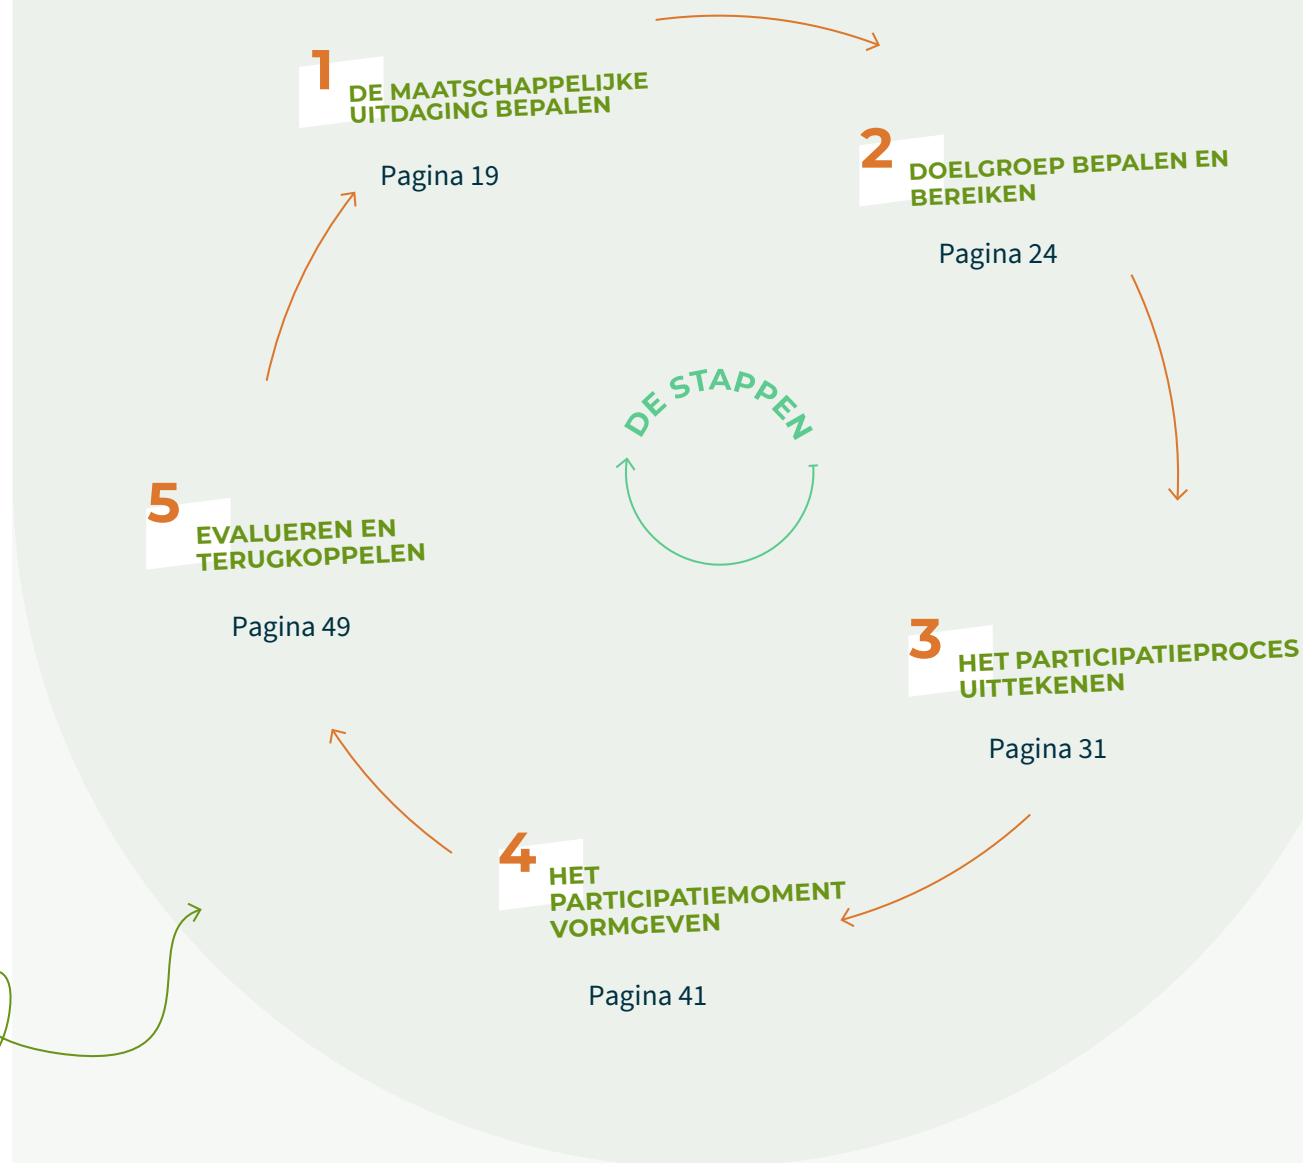 1
DE MAATSCHAPPELIJKE
UITDAGING BEPALEN
Pagina 19
2
DOELGROEP BEPALEN EN
BEREIKEN
Pagina 24
DE STAPPEN
3
HET PARTICIPATIEPROCES
UITTEKENEN
Pagina 31
4
HET
PARTICIPATIEMOMENT
VORMGEVEN
Pagina 41
5
EVALUEREN EN
TERUGKOPPELEN
Pagina 49